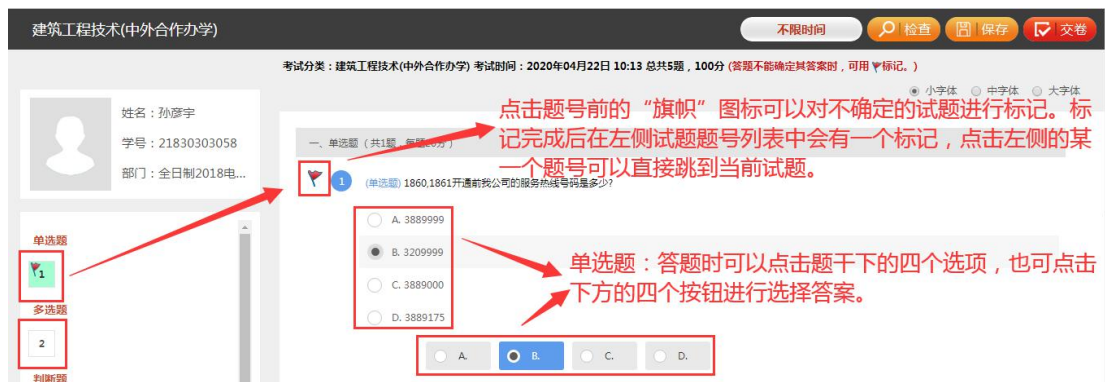 建筑工程技术(中外合作办学)
不限时间
检查
保存
交卷
考试分类：建筑工程技术(中外合作办学) 考试时间：2020年04月22日 10:13 总共5题，100分 (答题不能确定其答案时，可用 标记。)
小字体 中字体 大字体
姓名：孙彦宇
学号：21830303058
部门：全日制2018电...
点击题号前的“旗帜”图标可以对不确定的试题进行标记。标
记完成后在左侧试题题号列表中会有一个标记，点击左侧的某
一个题号可以直接跳到当前试题。
一、单选题（共1题，每题20分）
1 (单选题) 1860,1861开通前我公司的服务热线号码是多少?
A. 3889999
B. 3209999
C. 3889000
D. 3889175
单选题：答题时可以点击题干下的四个选项，也可点击
下方的四个按钮进行选择答案。
A. B. C. D.
单选题
1
多选题
2
判断题